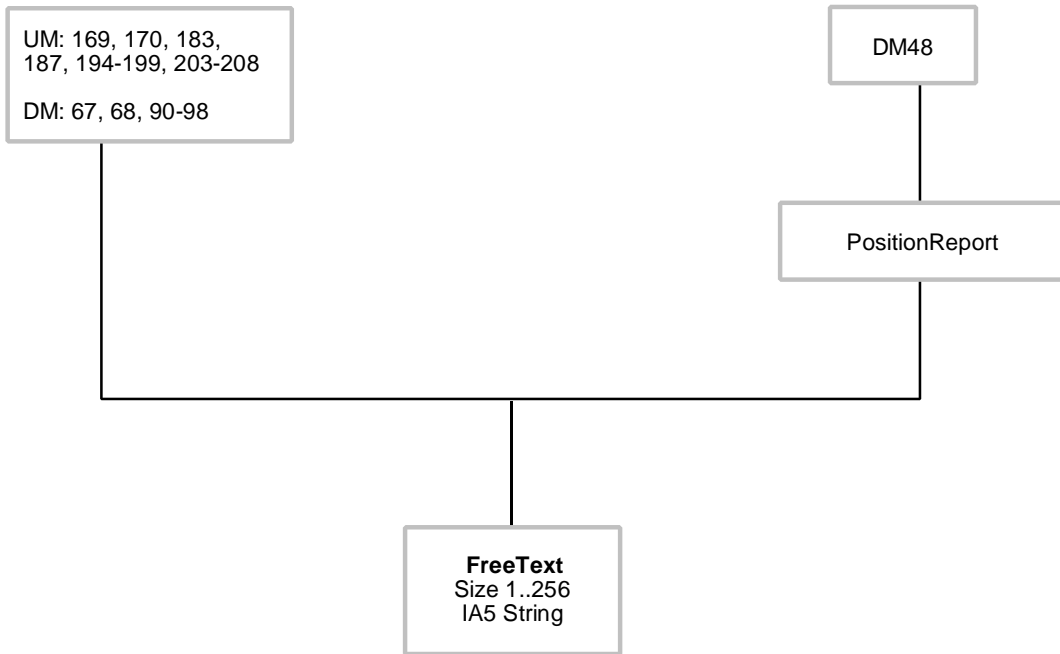 UM: 169, 170, 183,
187, 194-199, 203-208
DM: 67, 68, 90-98
DM48
PositionReport
FreeText
Size 1..256
IA5 String